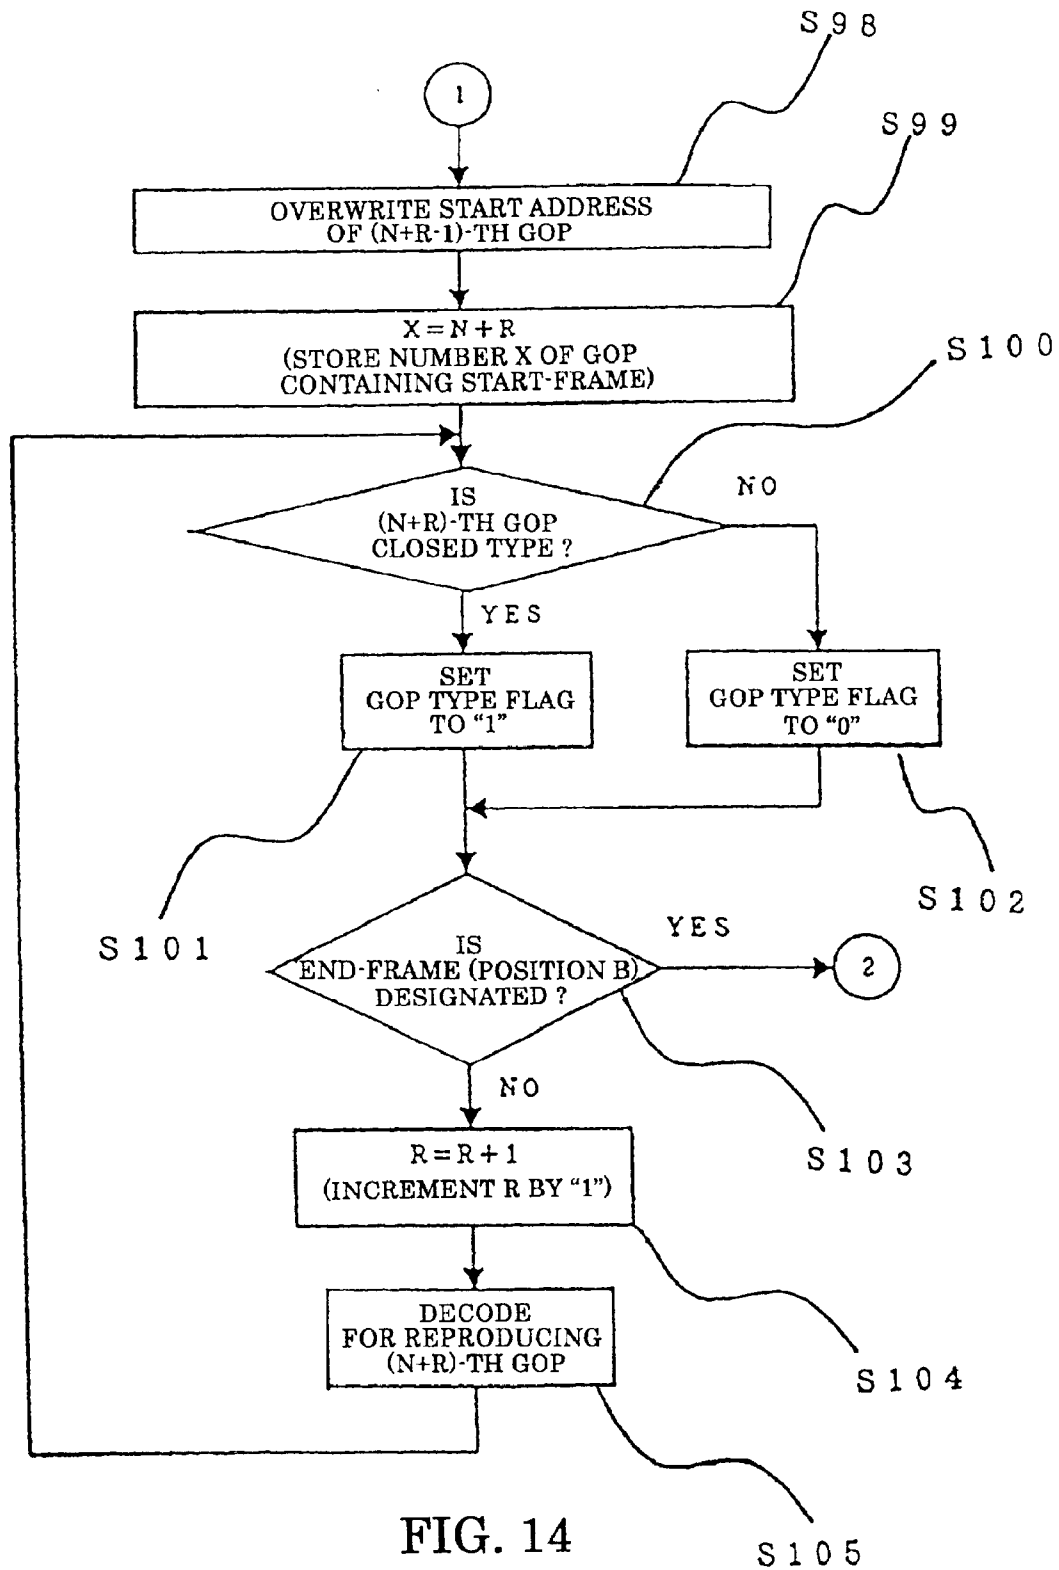 S98
1
S99
OVERWRITE START ADDRESS
OF (N+R-1)-TH GOP
X=N+R
(STORE NUMBER X OF GOP
CONTAINING START-FRAME)
S100
NO
IS
(N+R)-TH GOP
CLOSED TYPE ?
YES
SET
GOP TYPE FLAG
TO “1”
SET
GOP TYPE FLAG
TO “0”
S102
S101
YES
IS
END-FRAME (POSITION B)
DESIGNATED ?
2
NO
S103
R=R+1
(INCREMENT R BY “1”)
DECODE
FOR REPRODUCING
(N+R)-TH GOP
S104
FIG. 14
S105